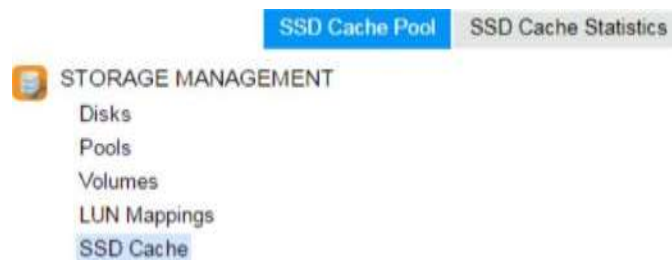 SSD Cache Pool SSD Cache Statistics
STORAGE MANAGEMENT
Disks
Pools
Volumes
LUN Mappings
SSD Cache